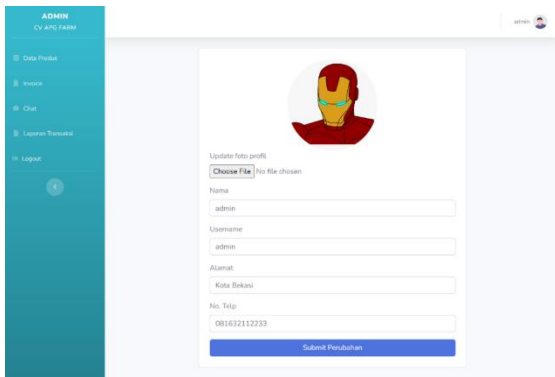 ADMIN
CV APG FARM
admin
Data Produk
Invoice
Chat
Laporan Transaksi
Logout
Update foto profil
Choose File No file chosen
Nama
admin
Username
admin
Alamat
Kota Bekasi
No. Telp
081632112233
Submit Perubahan